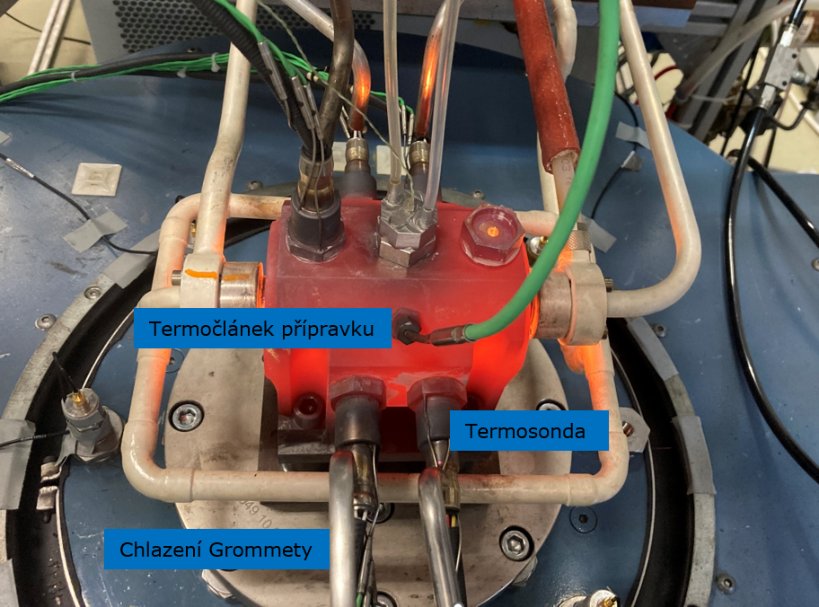 Termočlánek přípravku
Termosonda
Chlazení Grommety